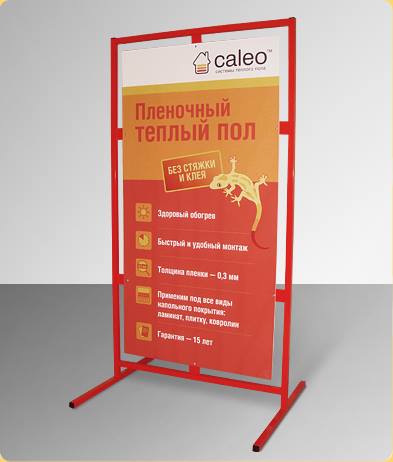 caleo™
системы теплого пола
Пленочный
теплый пол
БЕЗ СТЯЖКИ
И КЛЕЯ
Здоровый обогрев
Быстрый и удобный монтаж
Толщина пленки – 0,3 мм
Применим под все виды
напольного покрытия:
ламинат, плитку, ковролин
Гарантия – 15 лет